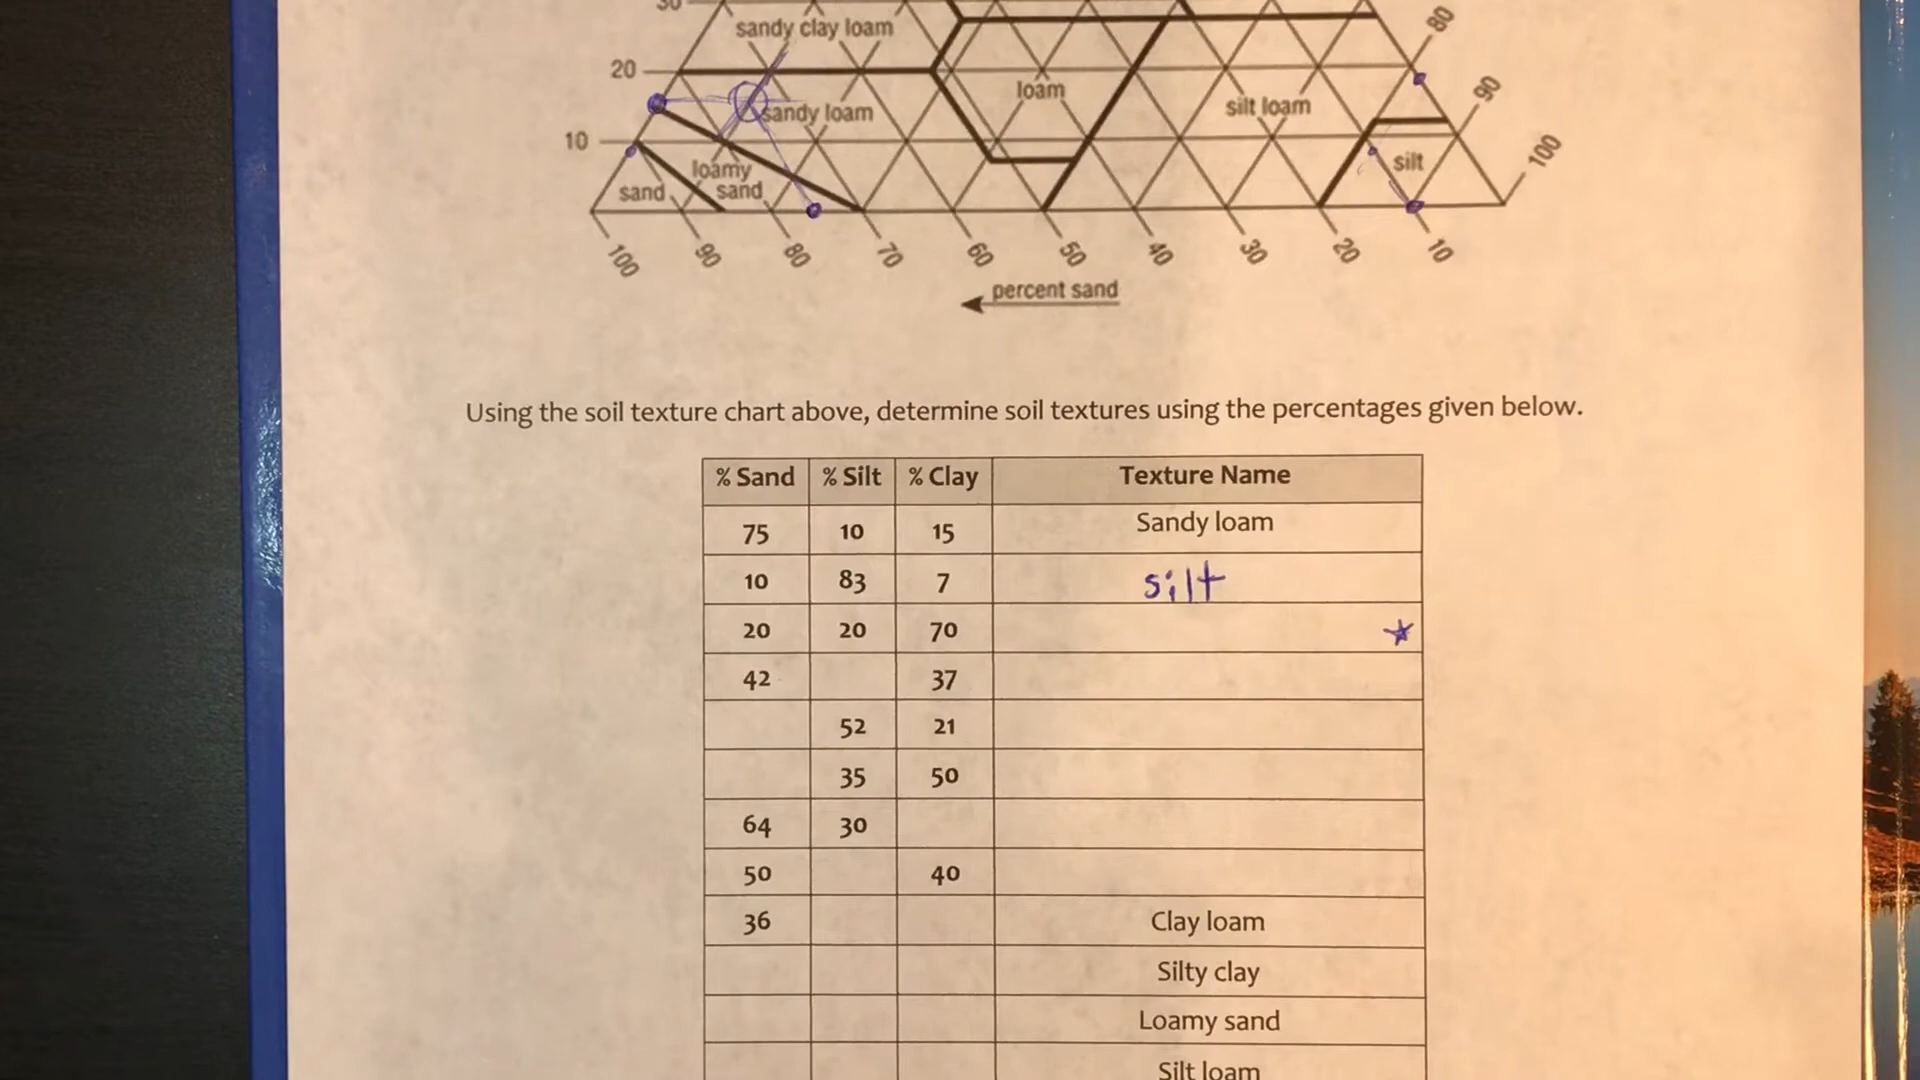 30
sandy clay loam
80
20
loam
90
sandy loam
silt loam
10
100
loamy
sand
silt
sand
100
90
80
70
60
50
40
30
20
10
percent sand
Using the soil texture chart above, determine soil textures using the percentages given below.
% Sand % Silt % Clay Texture Name
75 10 15 Sandy loam
10 83 7 silt
20 20 70
42 37
52 21
35 50
64 30
50 40
36 Clay loam
Silty clay
Loamy sand
Silt loam